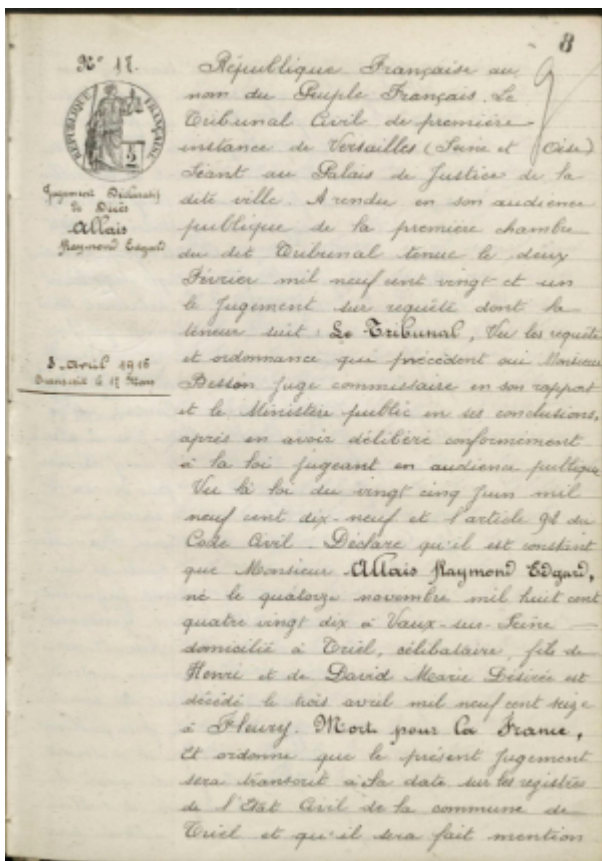 8
N° 17.
RÉPUBLIQUE FRANÇAISE
2
Jugement Déclaratif
de Décès
Allais
Raymond Edgard
3 Avril 1916
Transcrit le 17 Mars
République Française au
nom du Peuple Français. Le
Tribunal Civil de première
instance de Versailles (Seine et Oise)
Séant au Palais de Justice de la
dite ville. A rendu en son audience
publique de la première chambre
du dit Tribunal tenue le deux
Février mil neuf cent vingt et un
le Jugement sur requête dont la
teneur suit : Le Tribunal, Vu les requête
et ordonnance qui précèdent oui Monsieur
Besson Juge commissaire en son rapport
et le Ministère public en ses conclusions,
après en avoir délibéré conformément
à la loi jugeant en audience publique
Vu la loi du vingt cinq Juin mil
neuf cent dix-neuf et l'article 92 du
Code Civil. Déclare qu'il est constant
que Monsieur Allais Raymond Edgard,
né le quatorze novembre mil huit cent
quatre vingt dix à Vaux-sur-Seine
domicilié à Triel, célibataire, fils de
Henri et de David Marie Désirée est
décédé le trois avril mil neuf cent seize
à Fleury. Mort pour la France,
Et ordonne que le présent Jugement
sera transcrit à sa date sur les registres
de l'Etat Civil de la commune de
Triel et qu'il sera fait mention